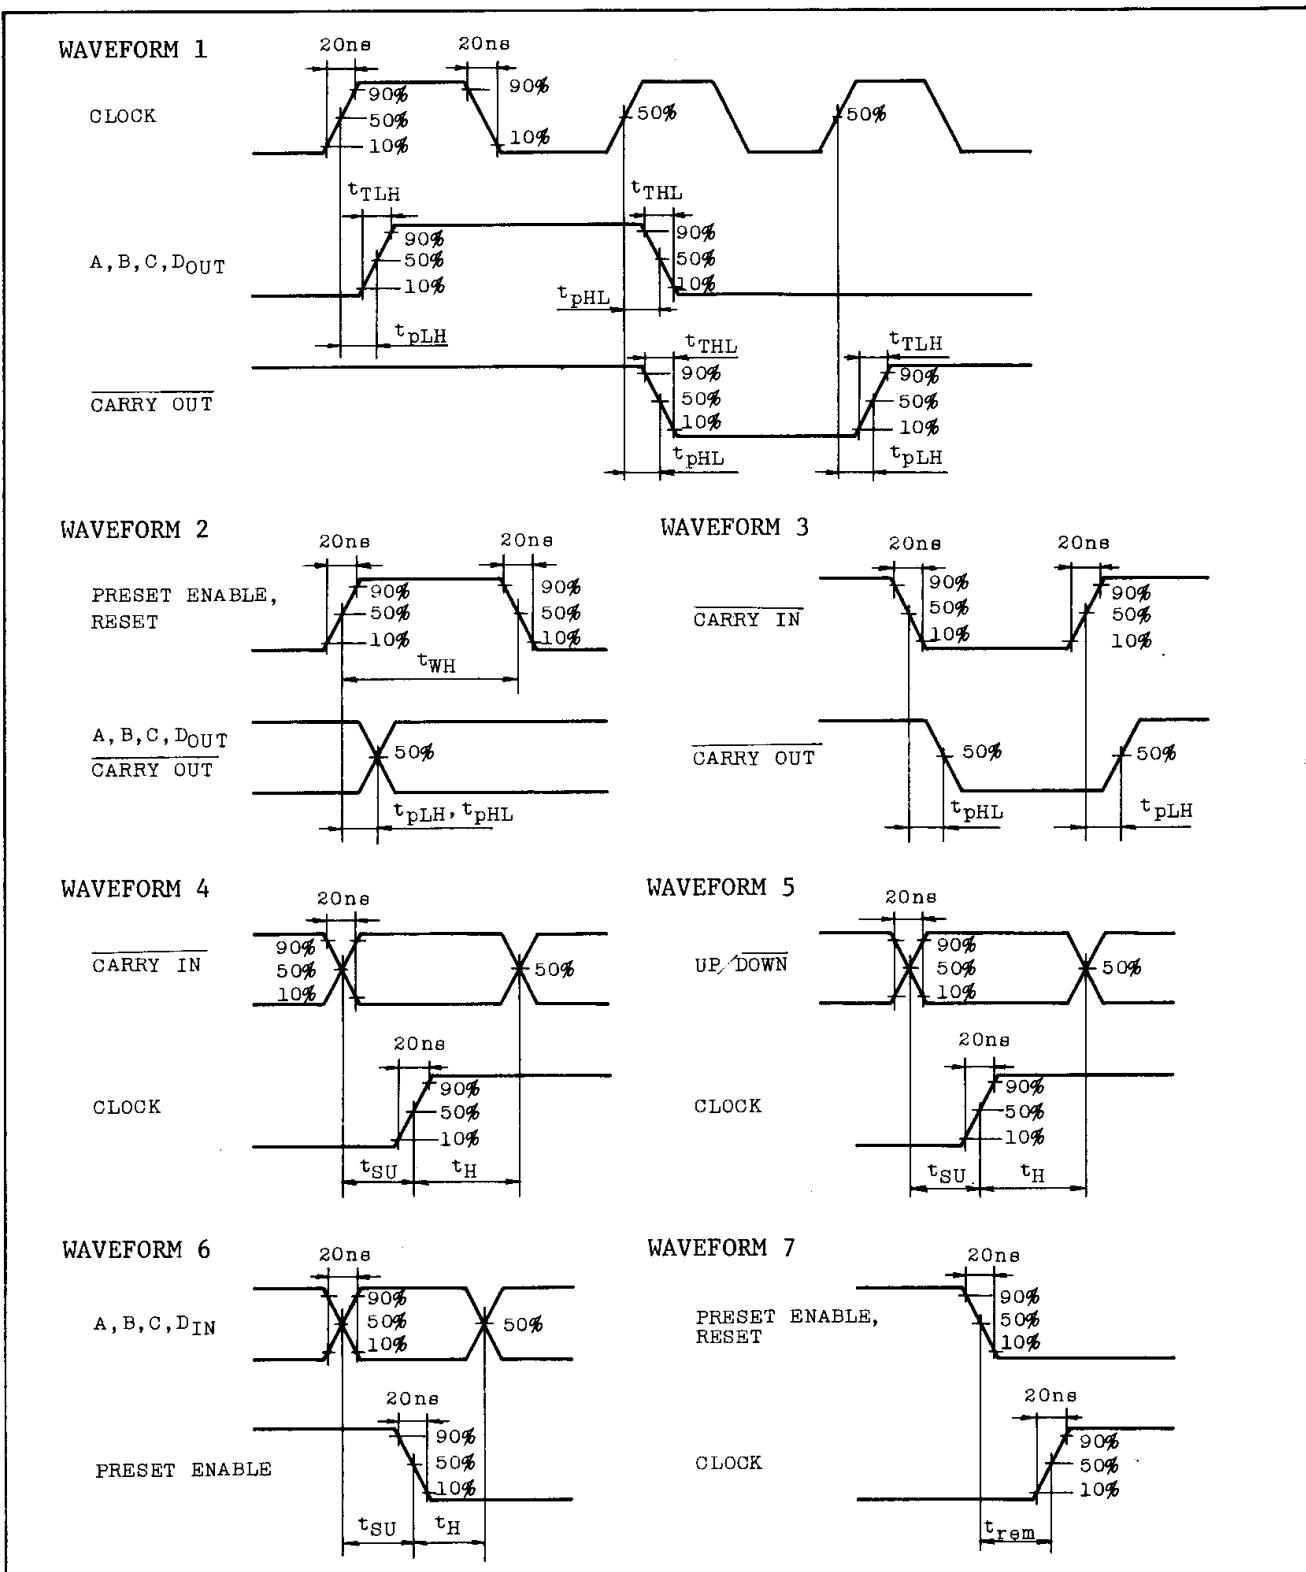 WAVEFORM 1
20ns 20ns
CLOCK
90% 90%
50% 50% 50%
10% 10%
tTLH tTHL
A,B,C,DOUT
90% 90%
50% 50%
10% 10%
tpHL
tpLH
tTHL tTLH
CARRY OUT
90% 90%
50% 50%
10% 10%
tpHL tpLH
WAVEFORM 2
20ns 20ns
PRESET ENABLE,
RESET
90% 90%
50% 50%
10% 10%
tWH
A,B,C,DOUT
CARRY OUT
50%
tpLH, tpHL
WAVEFORM 3
20ns 20ns
CARRY IN
90% 90%
50% 50%
10% 10%
CARRY OUT
50% 50%
tpHL tpLH
WAVEFORM 4
20ns
CARRY IN
90%
50% 50%
10%
20ns
CLOCK
90%
50%
10%
tSU tH
WAVEFORM 5
20ns
UP/DOWN
90%
50% 50%
10%
20ns
CLOCK
90%
50%
10%
tSU tH
WAVEFORM 6
20ns
A,B,C,DIN
90%
50% 50%
10%
20ns
PRESET ENABLE
90%
50%
10%
tSU tH
WAVEFORM 7
20ns
PRESET ENABLE,
RESET
90%
50%
10%
20ns
CLOCK
90%
50%
10%
trem